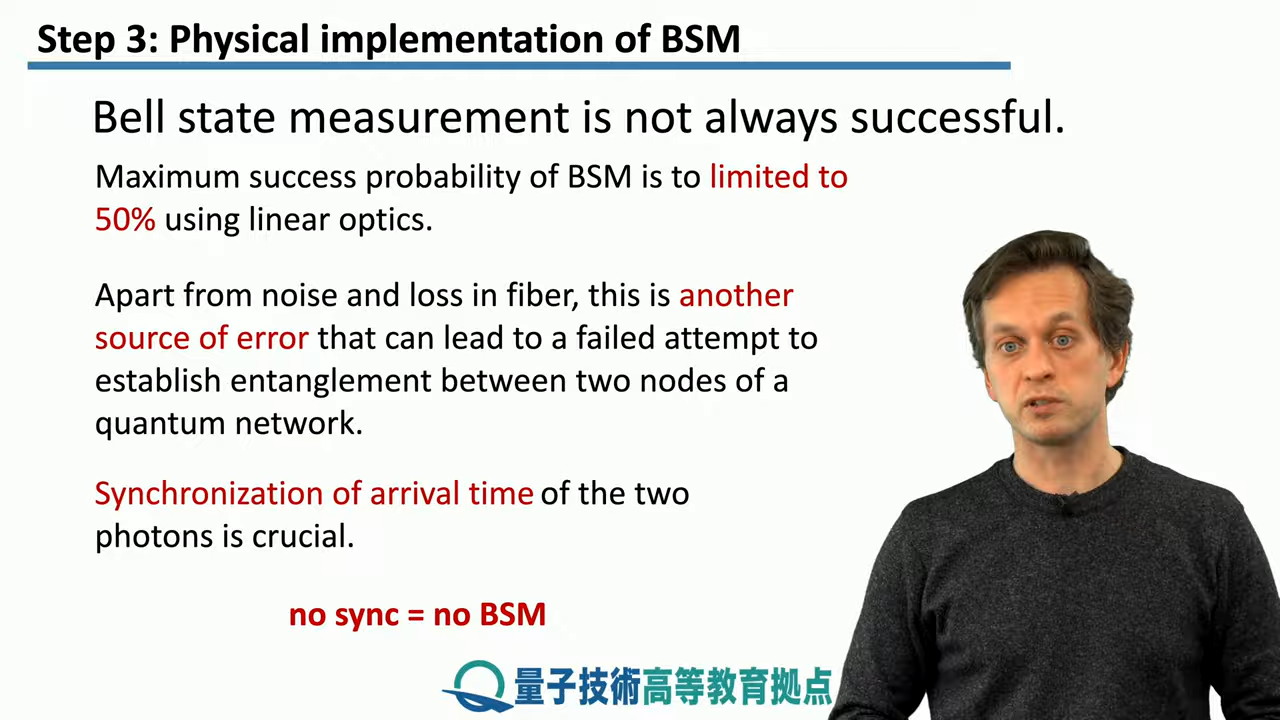 Step 3: Physical implementation of BSM
Bell state measurement is not always successful.
Maximum success probability of BSM is to limited to
50% using linear optics.
Apart from noise and loss in fiber, this is another
source of error that can lead to a failed attempt to
establish entanglement between two nodes of a
quantum network.
Synchronization of arrival time of the two
photons is crucial.
no sync = no BSM
量子技術高等教育拠点